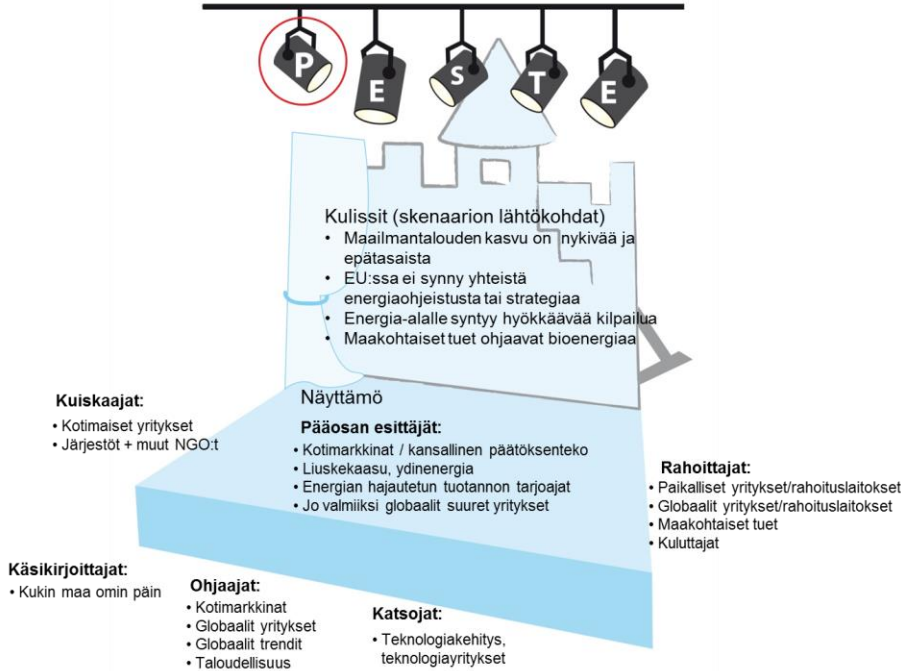 P E S T E
Kulissit (skenaarion lähtökohdat)
• Maailmantalouden kasvu on nykivää ja
epätasaista
• EU:ssa ei synny yhteistä
energiaohjeistusta tai strategiaa
• Energia-alalle syntyy hyökkäävää kilpailua
• Maakohtaiset tuet ohjaavat bioenergiaa
Kuiskaajat:
• Kotimaiset yritykset
• Järjestöt + muut NGO:t
Näyttämö
Pääosan esittäjät:
• Kotimarkkinat / kansallinen päätöksenteko
• Liuskekaasu, ydinenergia
• Energian hajautetun tuotannon tarjoajat
• Jo valmiiksi globaalit suuret yritykset
Rahoittajat:
• Paikalliset yritykset/rahoituslaitokset
• Globaalit yritykset/rahoituslaitokset
• Maakohtaiset tuet
• Kuluttajat
Käsikirjoittajat:
• Kukin maa omin päin
Ohjaajat:
• Kotimarkkinat
• Globaalit yritykset
• Globaalit trendit
• Taloudellisuus
Katsojat:
• Teknologiakehitys,
teknologiayritykset